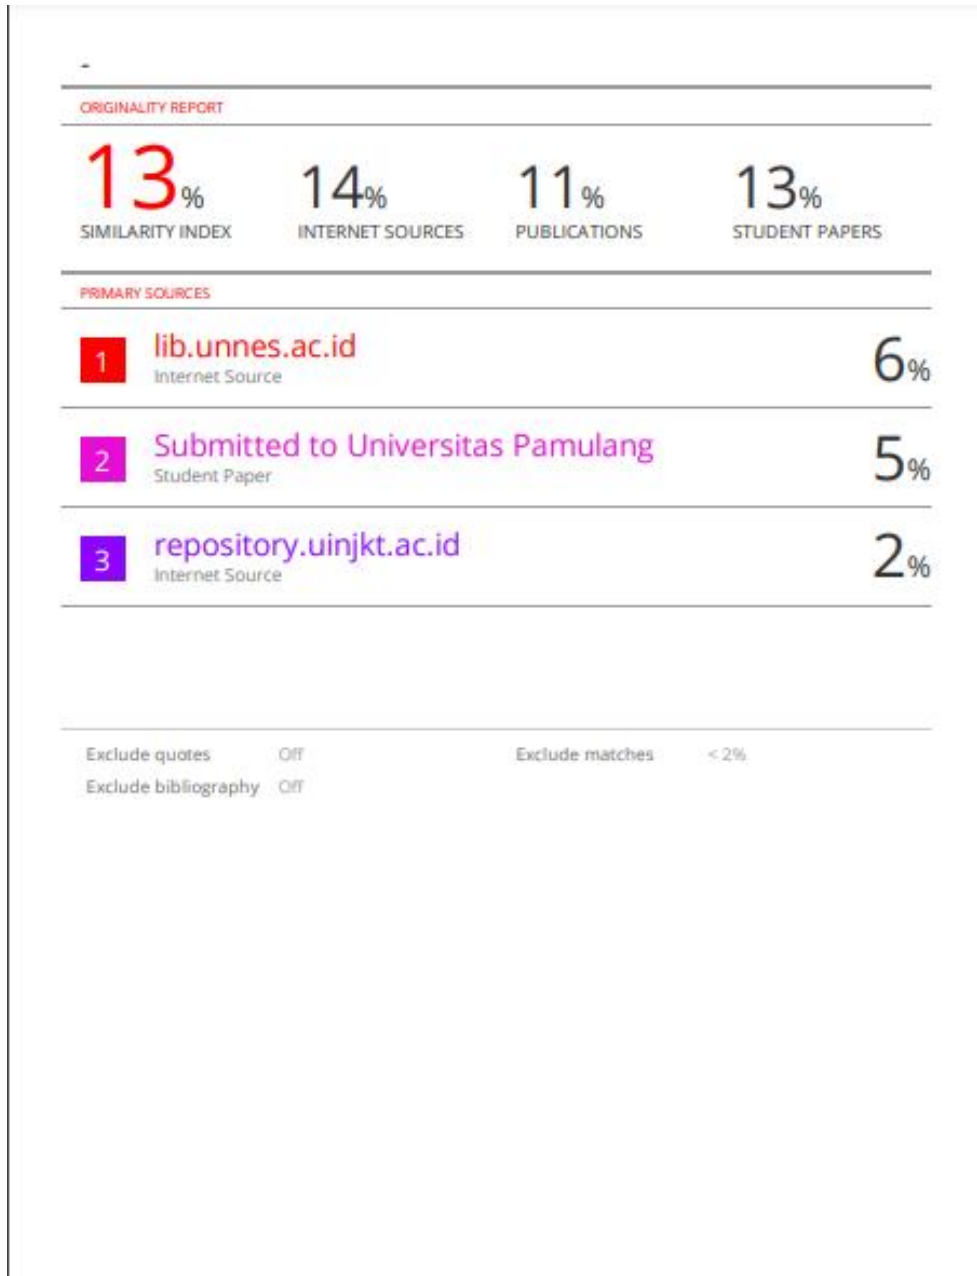 -
ORIGINALITY REPORT
13% 14% 11% 13%
SIMILARITY INDEX INTERNET SOURCES PUBLICATIONS STUDENT PAPERS
PRIMARY SOURCES
1 lib.unnes.ac.id 6%
Internet Source
2 Submitted to Universitas Pamulang 5%
Student Paper
3 repository.uinjkt.ac.id 2%
Internet Source
Exclude quotes Off Exclude matches < 2%
Exclude bibliography Off